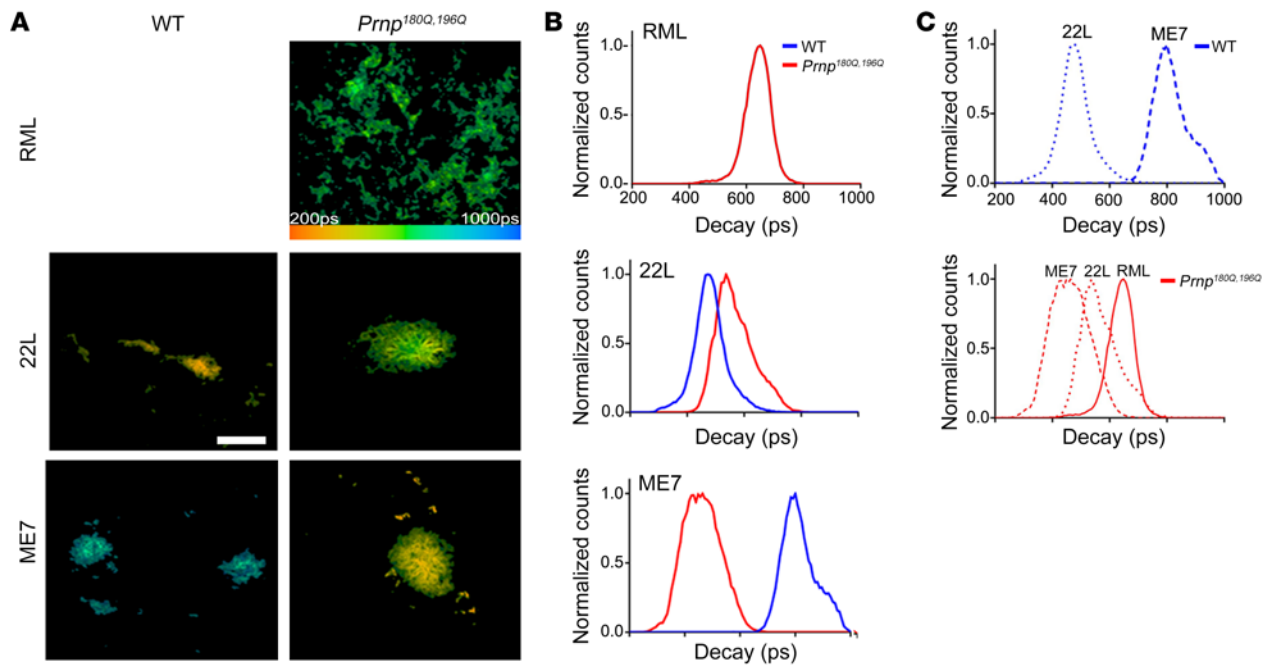 A
WT
Prnp180Q,196Q
RML
200ps 1000ps
22L
ME7
B
RML
WT
Prnp180Q,196Q
Normalized counts
1.0
0.5
0.0
200 400 600 800 1000
Decay (ps)
22L
Normalized counts
1.0
0.5
0.0
Decay (ps)
ME7
Normalized counts
1.0
0.5
0.0
Decay (ps)
C
22L ME7 WT
Normalized counts
1.0
0.5
0.0
200 400 600 800 1000
Decay (ps)
ME7 22L RML Prnp180Q,196Q
Normalized counts
1.0
0.5
0.0
Decay (ps)